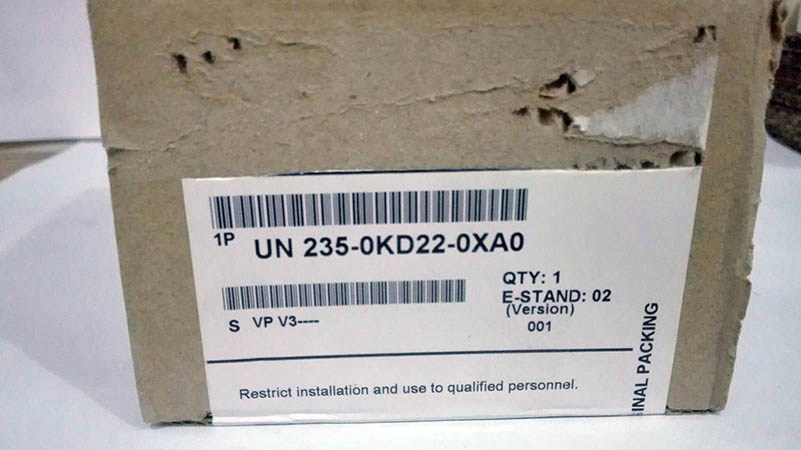 1P UN 235-0KD22-0XA0
QTY: 1
E-STAND: 02
(Version)
001
S VP V3----
Restrict installation and use to qualified personnel.
INAL PACKING